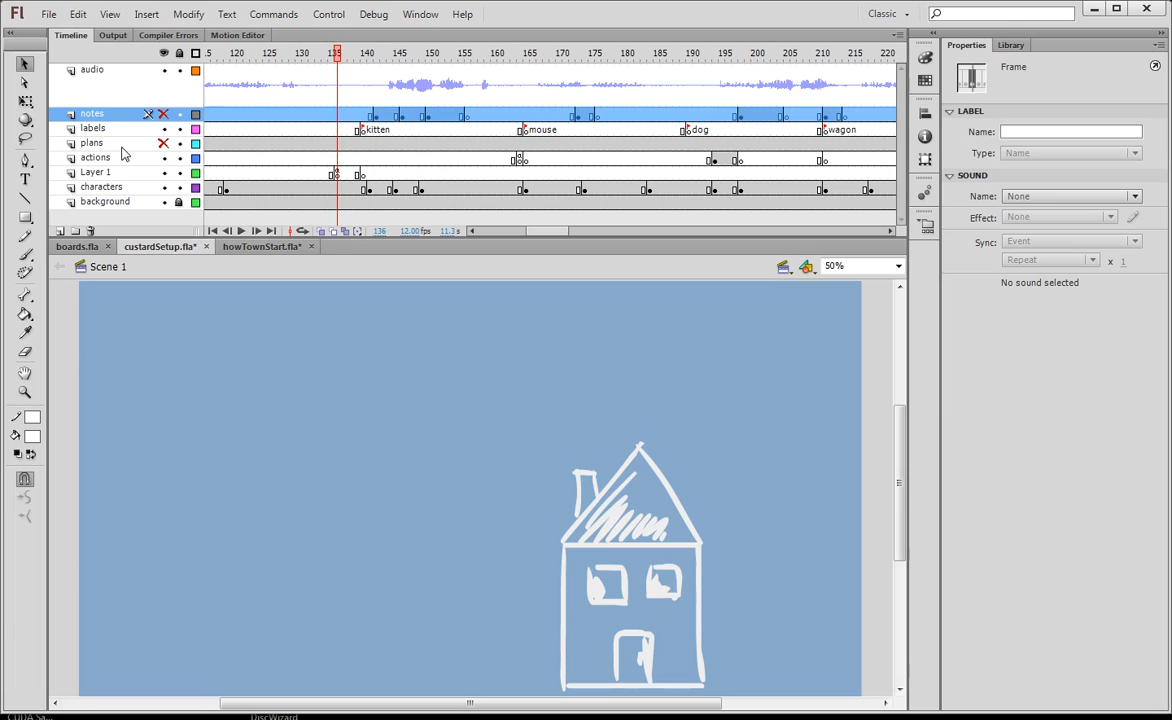 Fl File Edit View Insert Modify Text Commands Control Debug Window Help Classic
Timeline Output Compiler Errors Motion Editor
Properties Library
.5 120 125 130 135 140 145 150 155 160 165 170 175 180 185 190 195 200 205 210 215 220
Frame
audio
LABEL
notes
Name:
labels kitten mouse dog wagon
Type: Name
plans
actions
Layer 1
SOUND
characters
Name: None
background
Effect: None
136 12.00 fps 11.3 s
Sync: Event
boards.fla custardSetup.fla* howTownStart.fla*
Repeat x 1
Scene 1 50%
No sound selected
CUDA Sa... DiscWizard